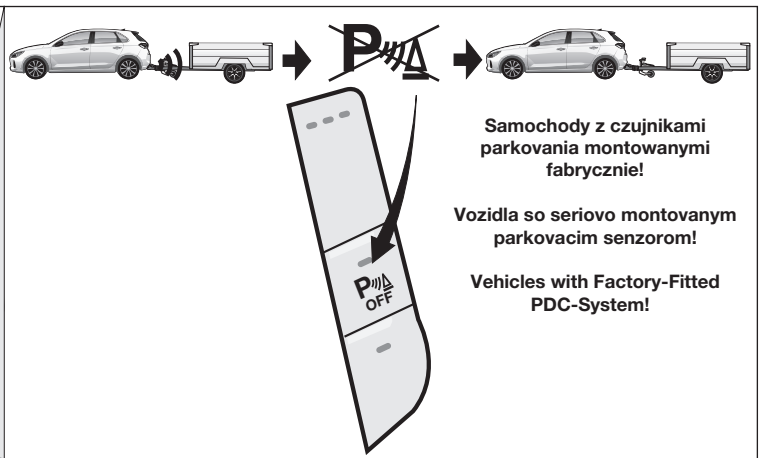 P
Samochody z czujnikami
parkovania montowanymi
fabrycznie!
Vozidla so seriovo montovanym
parkovacim senzorom!
Vehicles with Factory-Fitted
PDC-System!
P
OFF